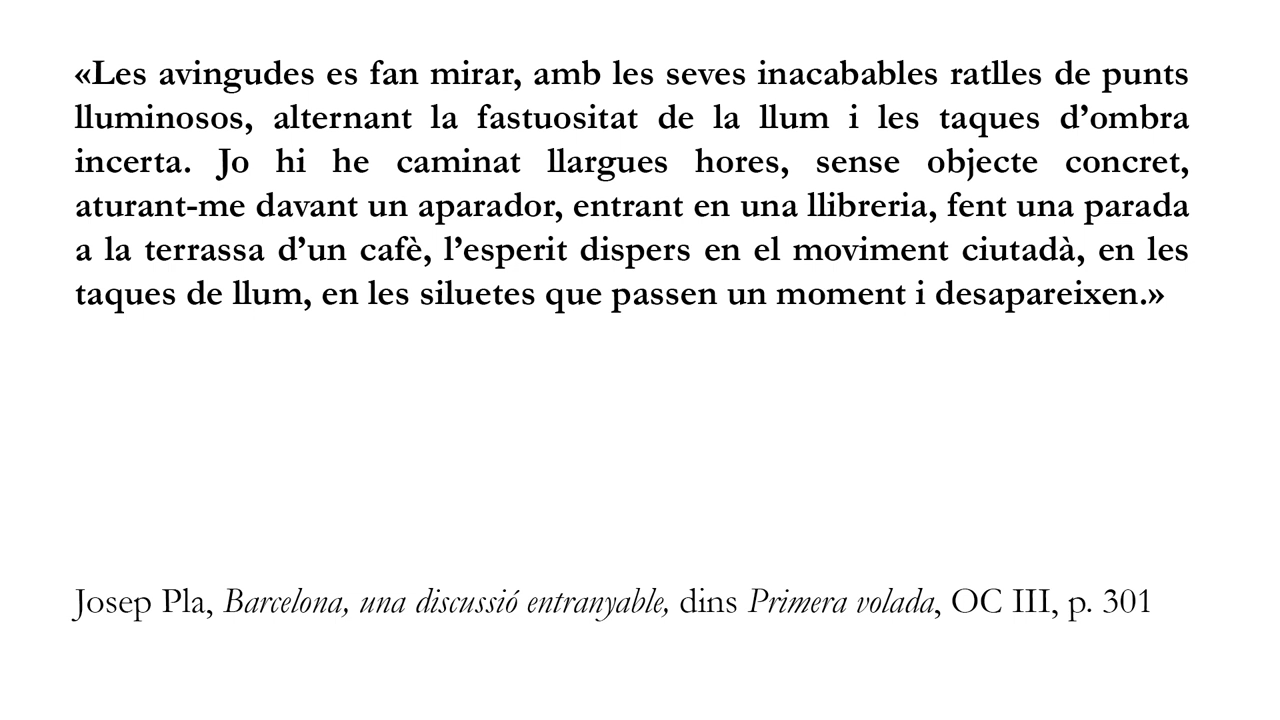 «Les avingudes es fan mirar, amb les seves inacabables ratlles de punts
lluminosos, alternant la fastuositat de la llum i les taques d’ombra
incerta. Jo hi he caminat llargues hores, sense objecte concret,
aturant-me davant un aparador, entrant en una llibreria, fent una parada
a la terrassa d’un cafè, l’esperit dispers en el moviment ciutadà, en les
taques de llum, en les siluetes que passen un moment i desapareixen.»
Josep Pla, Barcelona, una discussió entranyable, dins Primera volada, OC III, p. 301